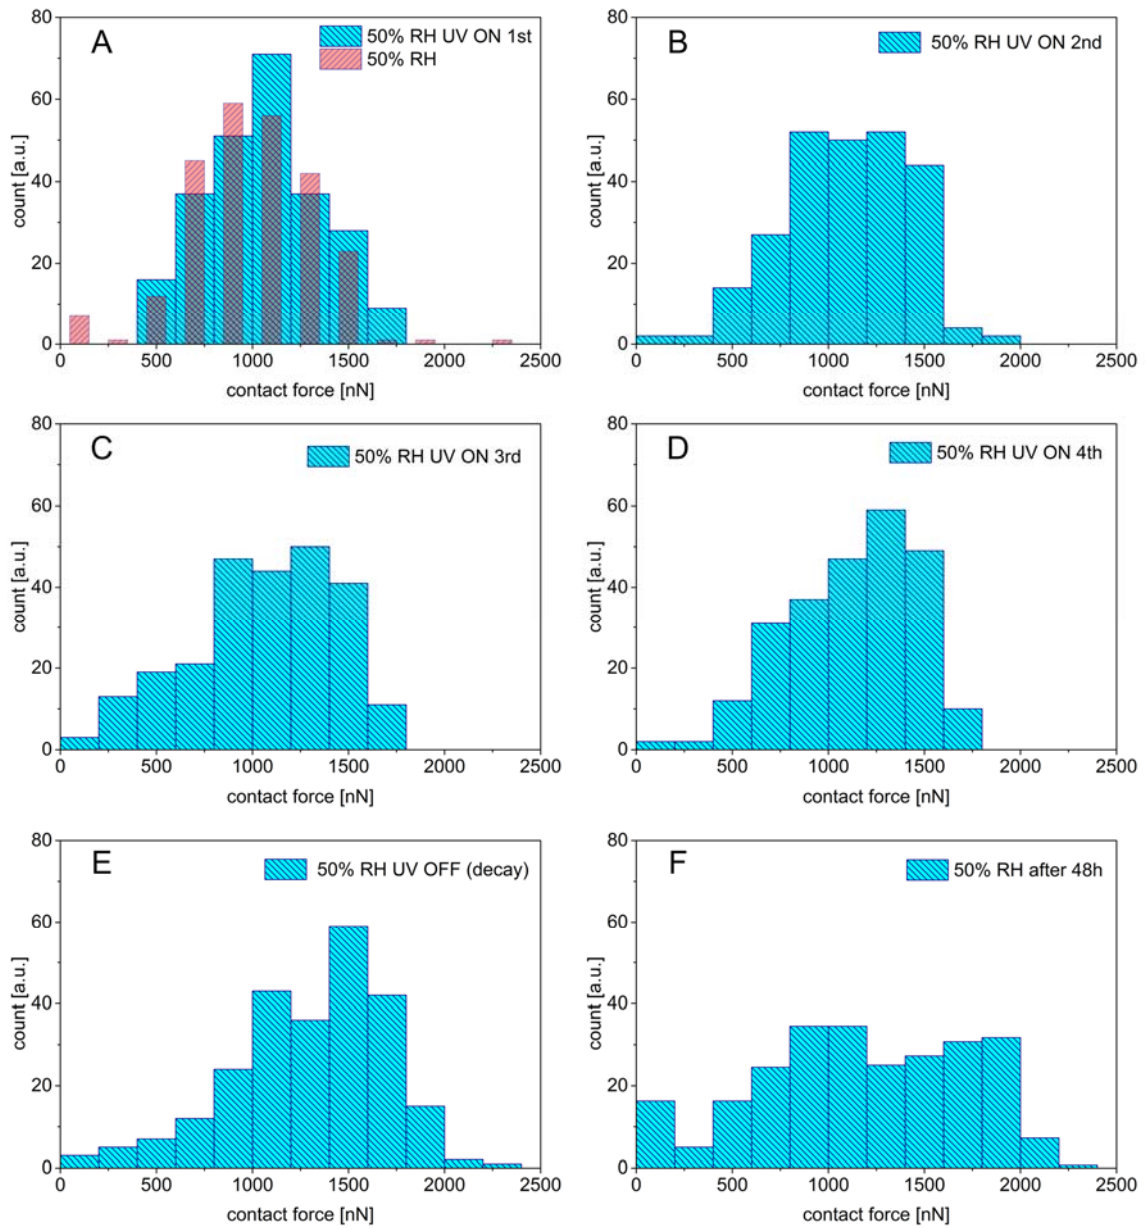 A
50% RH UV ON 1st
50% RH
80
60
40
20
0
count [a.u.]
0 500 1000 1500 2000 2500
contact force [nN]
B
50% RH UV ON 2nd
80
60
40
20
0
count [a.u.]
0 500 1000 1500 2000 2500
contact force [nN]
C
50% RH UV ON 3rd
80
60
40
20
0
count [a.u.]
0 500 1000 1500 2000 2500
contact force [nN]
D
50% RH UV ON 4th
80
60
40
20
0
count [a.u.]
0 500 1000 1500 2000 2500
contact force [nN]
E
50% RH UV OFF (decay)
80
60
40
20
0
count [a.u.]
0 500 1000 1500 2000 2500
contact force [nN]
F
50% RH after 48h
80
60
40
20
0
count [a.u.]
0 500 1000 1500 2000 2500
contact force [nN]